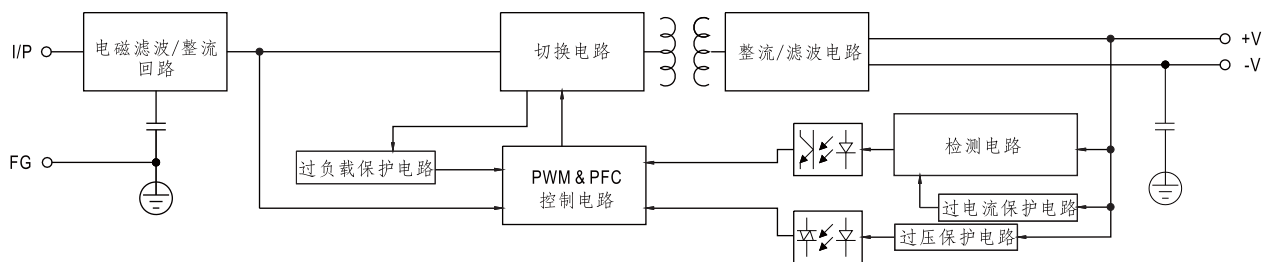 I/P
电磁滤波/整流
回路
切换电路
整流/滤波电路
+V
-V
FG
过负载保护电路
PWM & PFC
控制电路
检测电路
过电流保护电路
过压保护电路